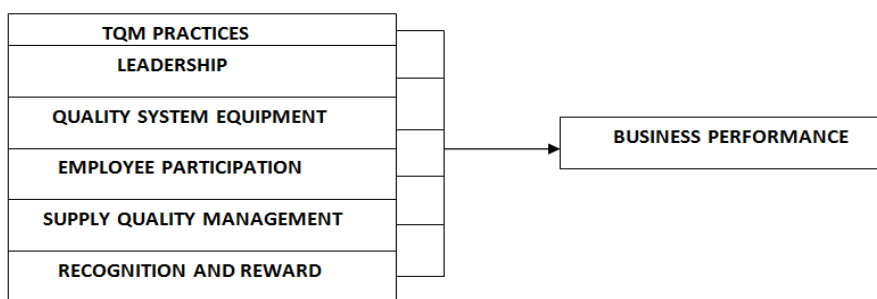 TQM PRACTICES
LEADERSHIP
QUALITY SYSTEM EQUIPMENT
EMPLOYEE PARTICIPATION
SUPPLY QUALITY MANAGEMENT
RECOGNITION AND REWARD
BUSINESS PERFORMANCE